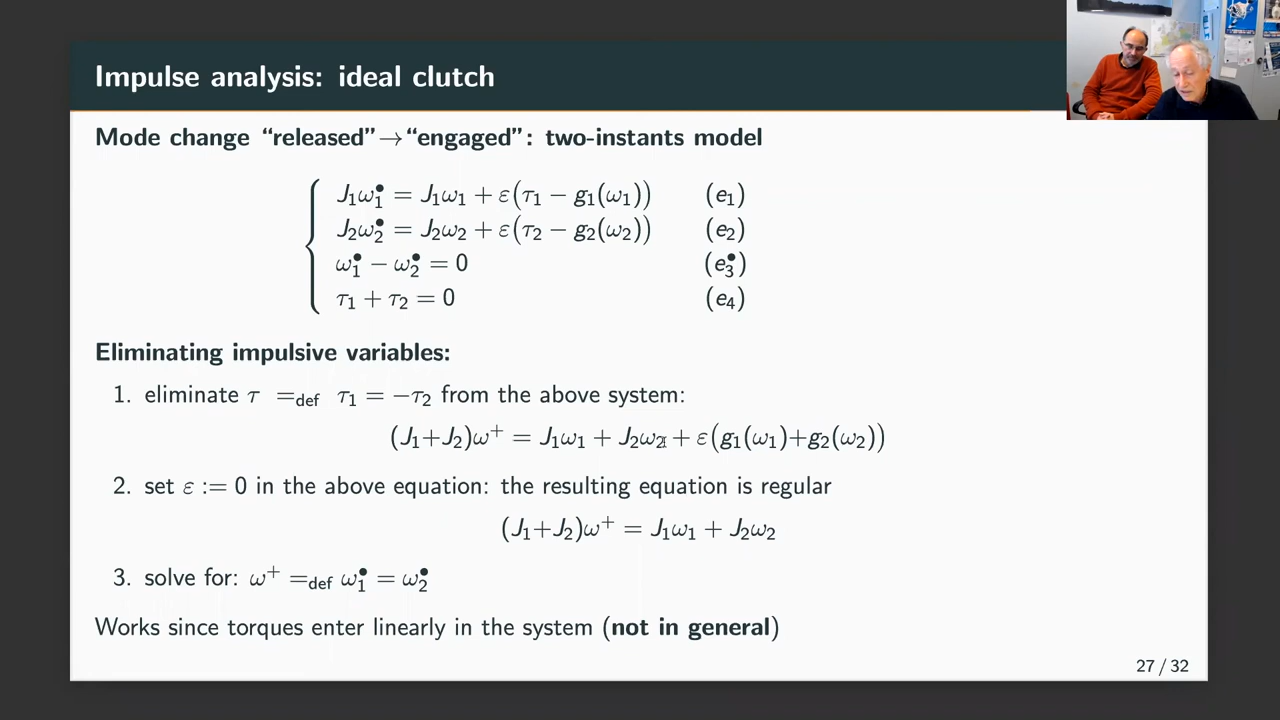 Impulse analysis: ideal clutch
Mode change “released”→“engaged”: two-instants model
J₁ω₁• = J₁ω₁ + ε(τ₁ − g₁(ω₁)) (e₁)
J₂ω₂• = J₂ω₂ + ε(τ₂ − g₂(ω₂)) (e₂)
ω₁• − ω₂• = 0 (e₃•)
τ₁ + τ₂ = 0 (e₄)
Eliminating impulsive variables:
1. eliminate τ =def τ₁ = −τ₂ from the above system:
(J₁+J₂)ω⁺ = J₁ω₁ + J₂ω₂ + ε(g₁(ω₁)+g₂(ω₂))
2. set ε := 0 in the above equation: the resulting equation is regular
(J₁+J₂)ω⁺ = J₁ω₁ + J₂ω₂
3. solve for: ω⁺ =def ω₁• = ω₂•
Works since torques enter linearly in the system (not in general)
27 / 32